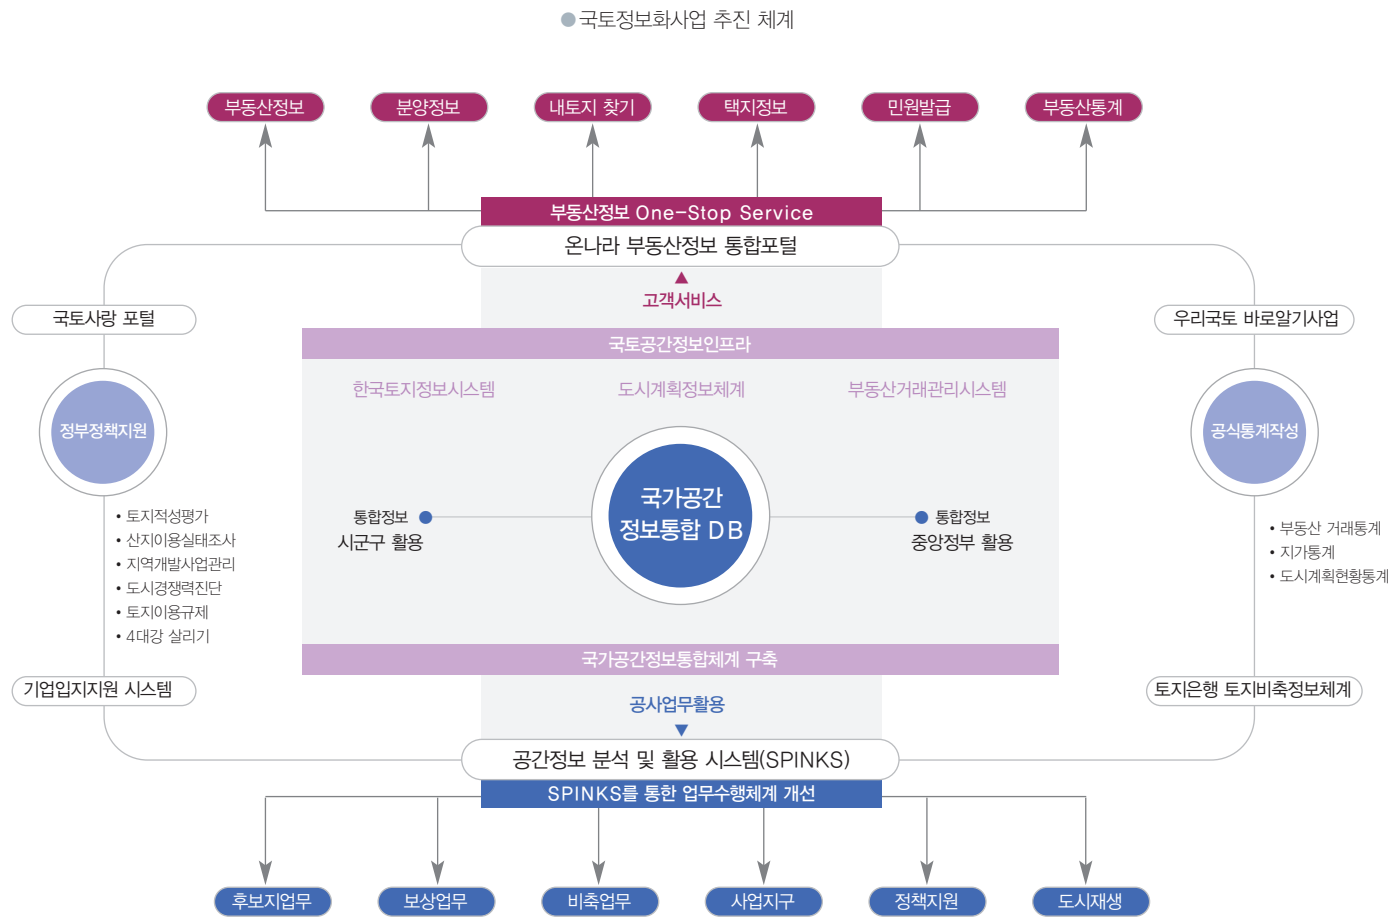 국토정보화사업 추진 체계
부동산정보
분양정보
내토지 찾기
택지정보
민원발급
부동산통계
부동산정보 One-Stop Service
온나라 부동산정보 통합포털
고객서비스
국토사랑 포털
우리국토 바로알기사업
국토공간정보인프라
한국토지정보시스템
도시계획정보체계
부동산거래관리시스템
정부정책지원
공식통계작성
국가공간
정보통합 DB
통합정보
시군구 활용
통합정보
중앙정부 활용
• 토지적성평가
• 산지이용실태조사
• 지역개발사업관리
• 도시경쟁력진단
• 토지이용규제
• 4대강 살리기
• 부동산 거래통계
• 지가통계
• 도시계획현황통계
국가공간정보통합체계 구축
기업입지지원 시스템
토지은행 토지비축정보체계
공사업무활용
공간정보 분석 및 활용 시스템(SPINKS)
SPINKS를 통한 업무수행체계 개선
후보지업무
보상업무
비축업무
사업지구
정책지원
도시재생